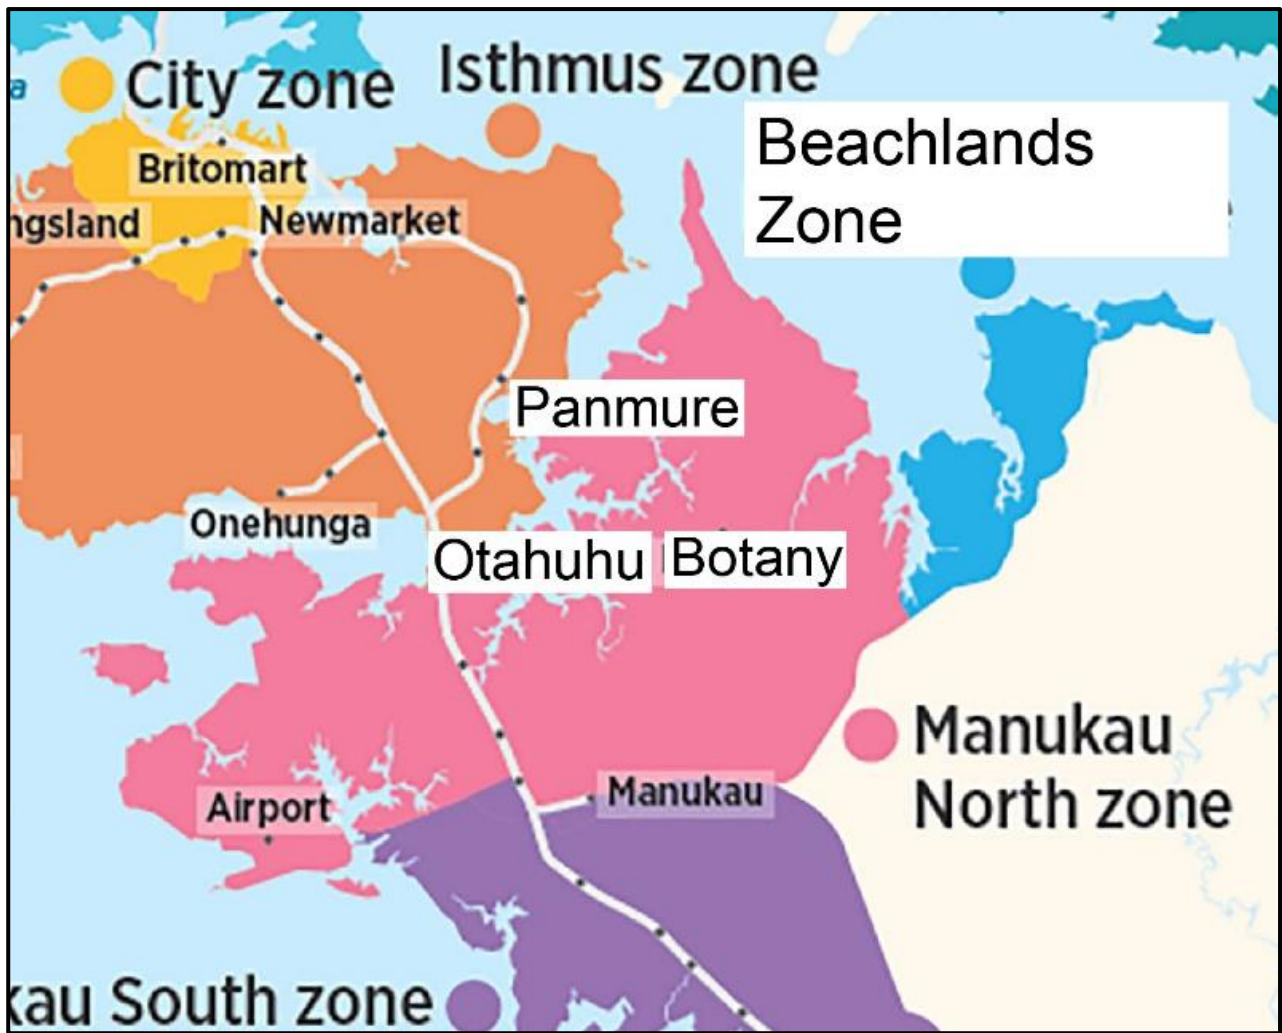 Isthmus zone
City zone
Beachlands
Zone
Britomart
ngsland
Newmarket
Panmure
Onehunga
Otahuhu
Botany
Manukau
North zone
Airport
Manukau
kau South zone